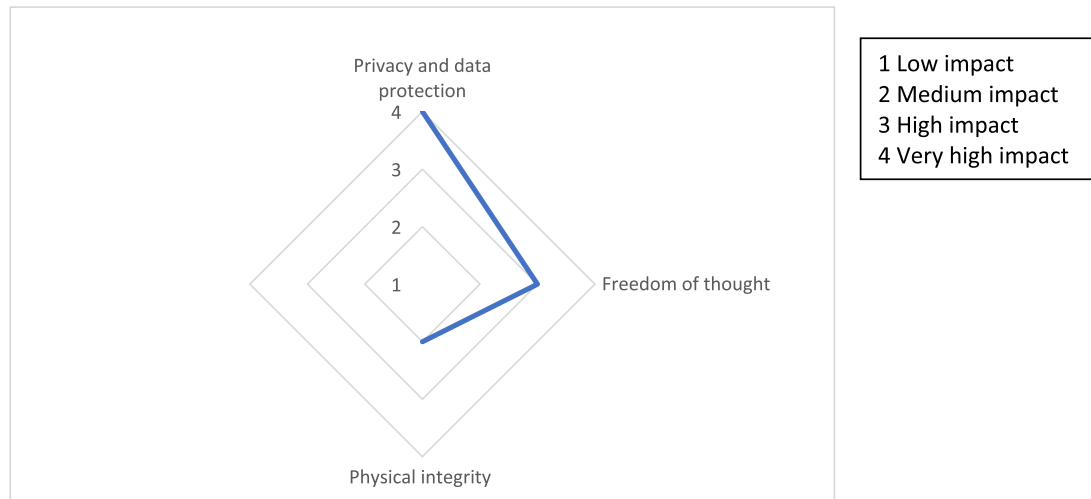 Privacy and data
protection
4
3
2
1
Freedom of thought
Physical integrity
1 Low impact
2 Medium impact
3 High impact
4 Very high impact